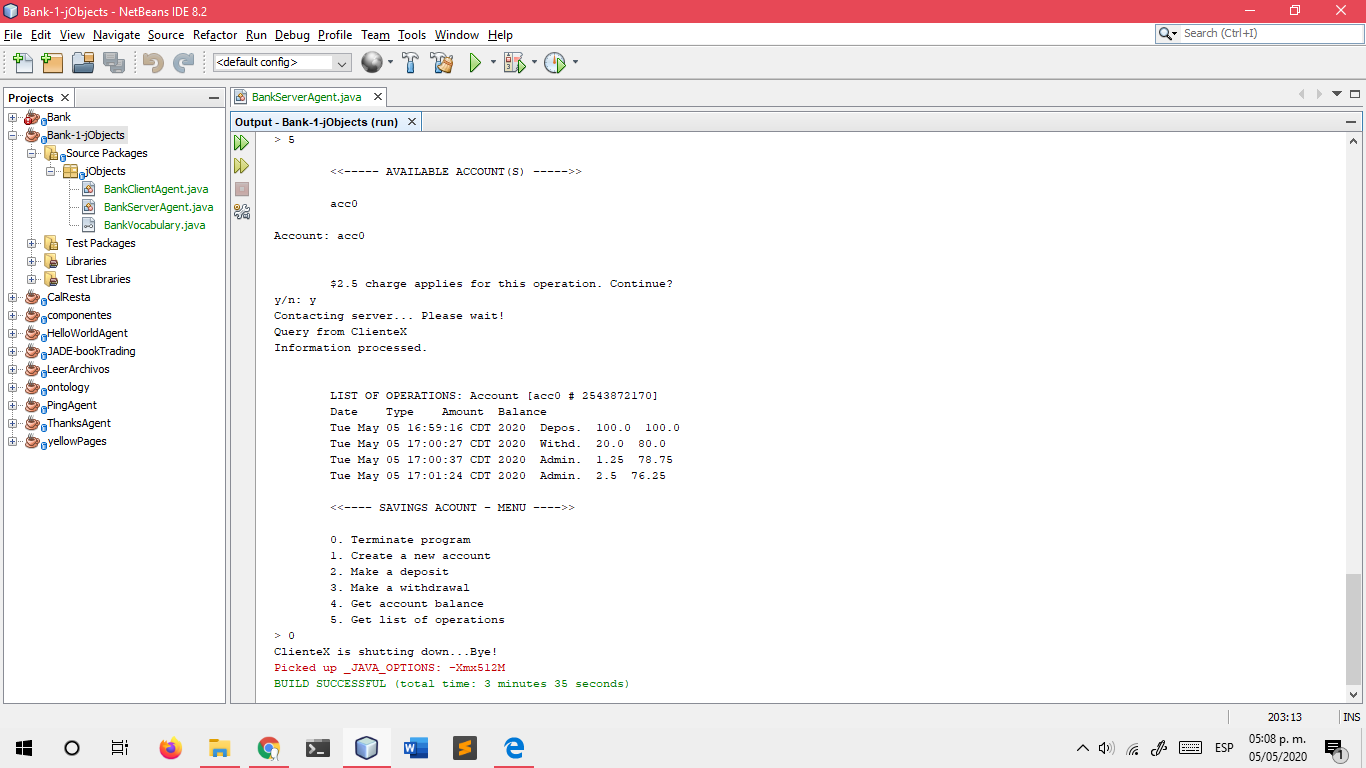 Bank-1-jObjects - NetBeans IDE 8.2
File Edit View Navigate Source Refactor Run Debug Profile Team Tools Window Help
Search (Ctrl+I)
<default config>
Projects
Bank
Bank-1-jObjects
Source Packages
jObjects
BankClientAgent.java
BankServerAgent.java
BankVocabulary.java
Test Packages
Libraries
Test Libraries
CalResta
componentes
HelloWorldAgent
JADE-bookTrading
LeerArchivos
ontology
PingAgent
ThanksAgent
yellowPages
BankServerAgent.java
Output - Bank-1-jObjects (run)
> 5
<<----- AVAILABLE ACCOUNT(S) ----->>
acc0
Account: acc0
$2.5 charge applies for this operation. Continue?
y/n: y
Contacting server... Please wait!
Query from ClienteX
Information processed.
LIST OF OPERATIONS: Account [acc0 # 2543872170]
Date    Type    Amount  Balance
Tue May 05 16:59:16 CDT 2020  Depos.  100.0  100.0
Tue May 05 17:00:27 CDT 2020  Withd.  20.0  80.0
Tue May 05 17:00:37 CDT 2020  Admin.  1.25  78.75
Tue May 05 17:01:24 CDT 2020  Admin.  2.5  76.25
<<---- SAVINGS ACOUNT - MENU ---->>
0. Terminate program
1. Create a new account
2. Make a deposit
3. Make a withdrawal
4. Get account balance
5. Get list of operations
> 0
ClienteX is shutting down...Bye!
Picked up _JAVA_OPTIONS: -Xmx512M
BUILD SUCCESSFUL (total time: 3 minutes 35 seconds)
203:13 INS
ESP
05:08 p. m.
05/05/2020
1